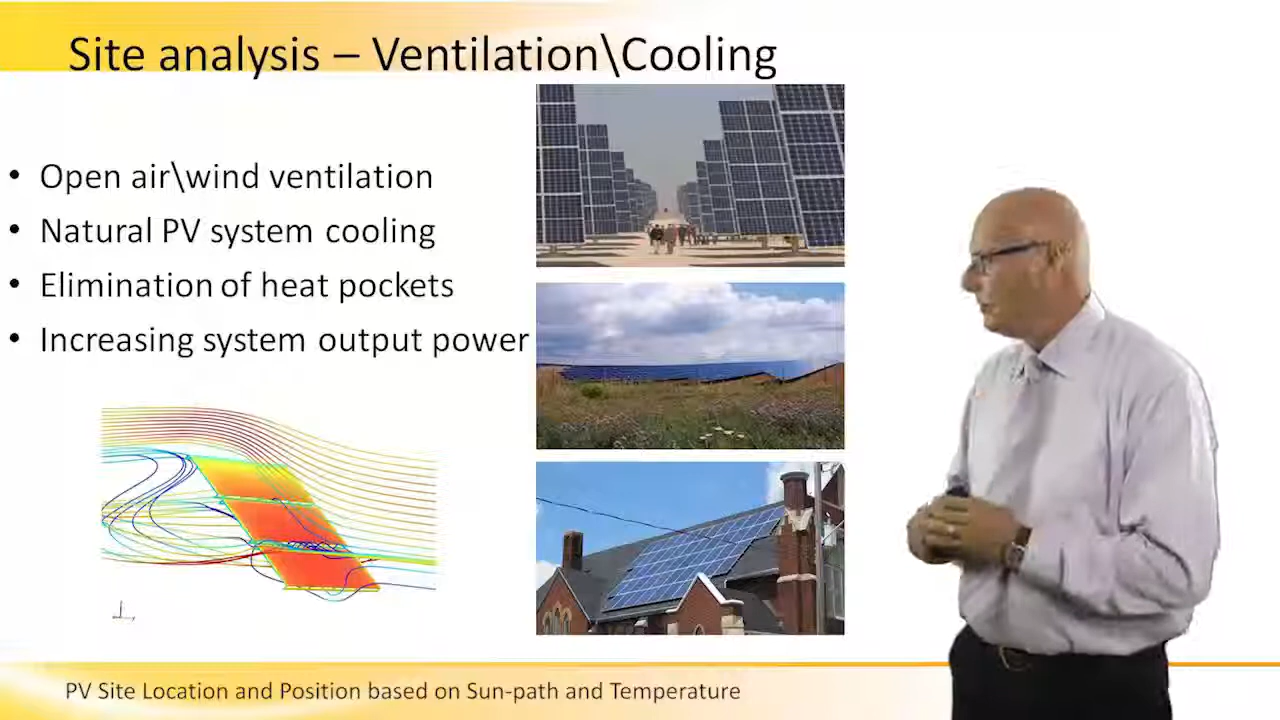 Site analysis – Ventilation\Cooling
• Open air\wind ventilation
• Natural PV system cooling
• Elimination of heat pockets
• Increasing system output power
PV Site Location and Position based on Sun-path and Temperature